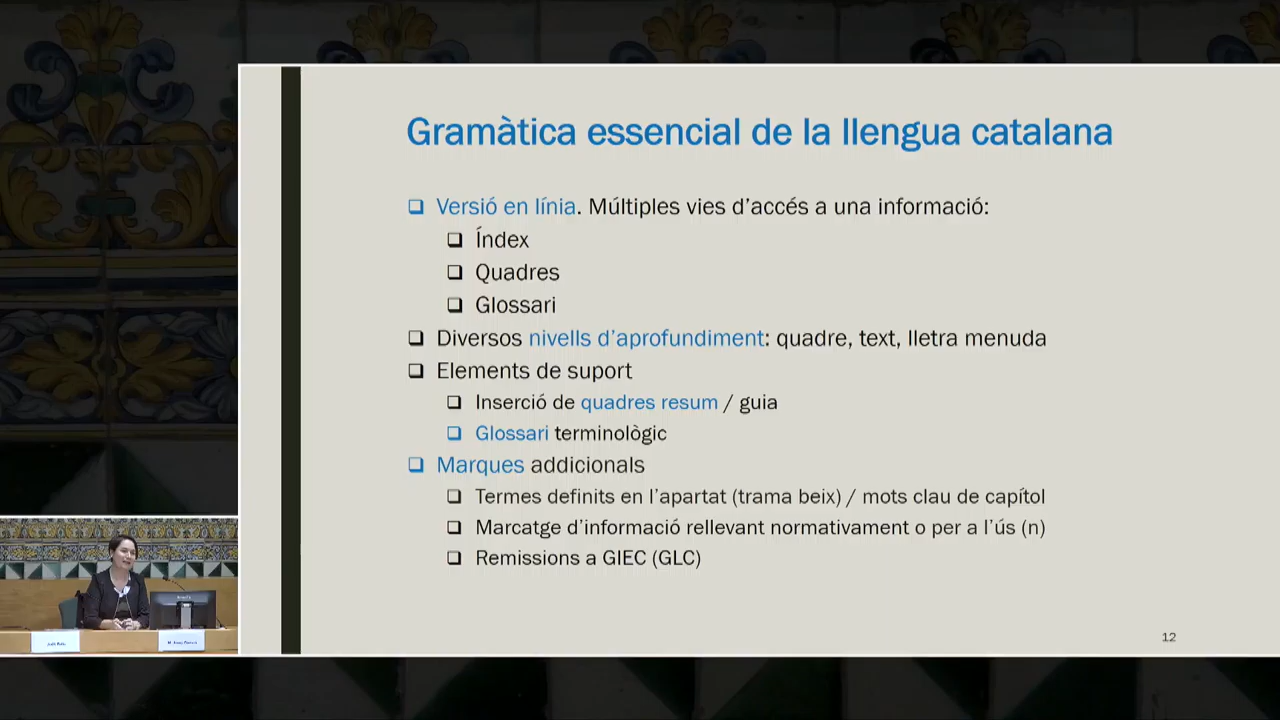 Gramàtica essencial de la llengua catalana
Versió en línia. Múltiples vies d’accés a una informació:
Índex
Quadres
Glossari
Diversos nivells d’aprofundiment: quadre, text, lletra menuda
Elements de suport
Inserció de quadres resum / guia
Glossari terminològic
Marques addicionals
Termes definits en l’apartat (trama beix) / mots clau de capítol
Marcatge d’informació rellevant normativament o per a l’ús (n)
Remissions a GIEC (GLC)
12